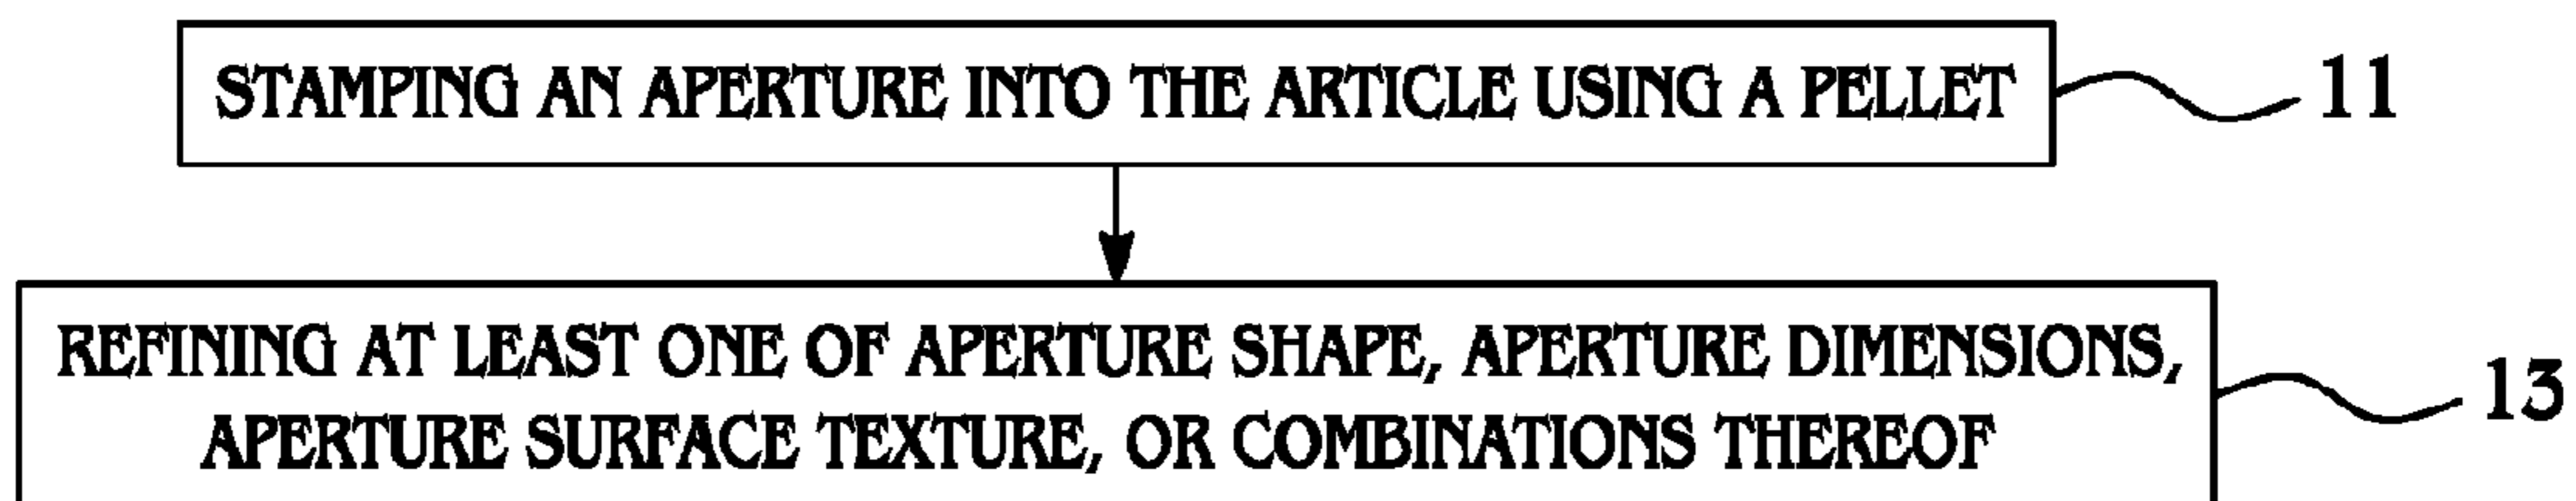 STAMPING AN APERTURE INTO THE ARTICLE USING A PELLET
11
REFINING AT LEAST ONE OF APERTURE SHAPE, APERTURE DIMENSIONS,
APERTURE SURFACE TEXTURE, OR COMBINATIONS THEREOF
13